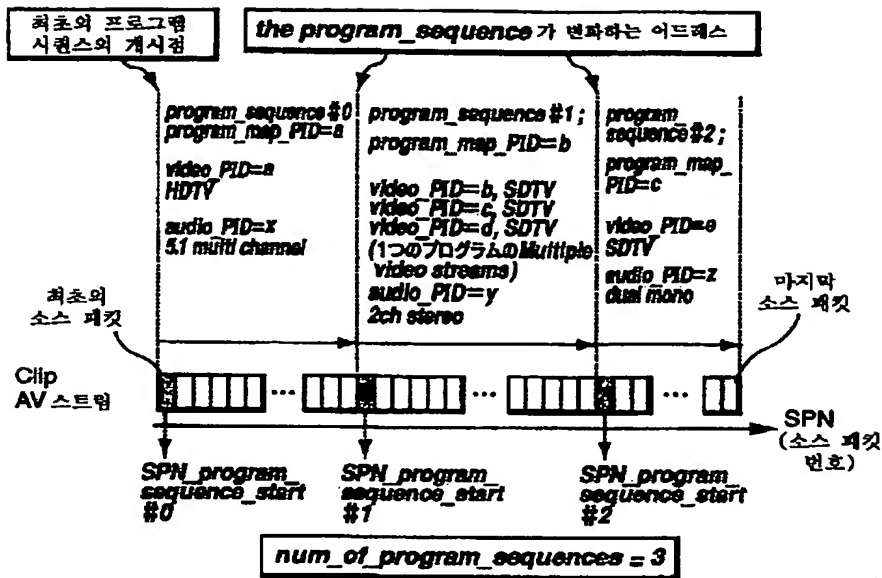 최초의 프로그램
시퀀스의 개시점
the program_sequence 가 변화하는 어드레스
program_sequence #0
program_map_PID=a
video_PID=a
HDTV
audio_PID=x
5.1 multi channel
program_sequence #1 ;
program_map_PID=b
video_PID=b, SDTV
video_PID=c, SDTV
video_PID=d, SDTV
(1つのプログラムのMultiple
video streams)
audio_PID=y
2ch stereo
program_
sequence #2 ;
program_map_
PID=c
video_PID=e
SDTV
audio_PID=z
dual mono
최초의
소스 패킷
마지막
소스 패킷
Clip
AV 스트림
...
...
...
SPN
(소스 패킷
번호)
SPN_program_
sequence_start
#0
SPN_program_
sequence_start
#1
SPN_program_
sequence_start
#2
num_of_program_sequences = 3